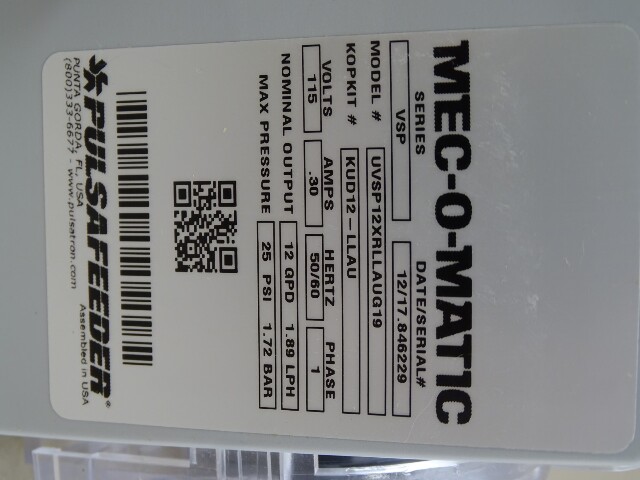 MEC-O-MATIC
SERIES DATE/SERIAL#
VSP 12/17.846229
MODEL # UVSP12XRLLAUG19
KOPKIT # KUD12-LLAU
VOLTS AMPS HERTZ PHASE
115 .30 50/60 1
NOMINAL OUTPUT 12 GPD 1.89 LPH
MAX PRESSURE 25 PSI 1.72 BAR
PULSAFEEDER®
PUNTA GORDA, FL, USA Assembled in USA
(800)333-6677 - www.pulsatron.com